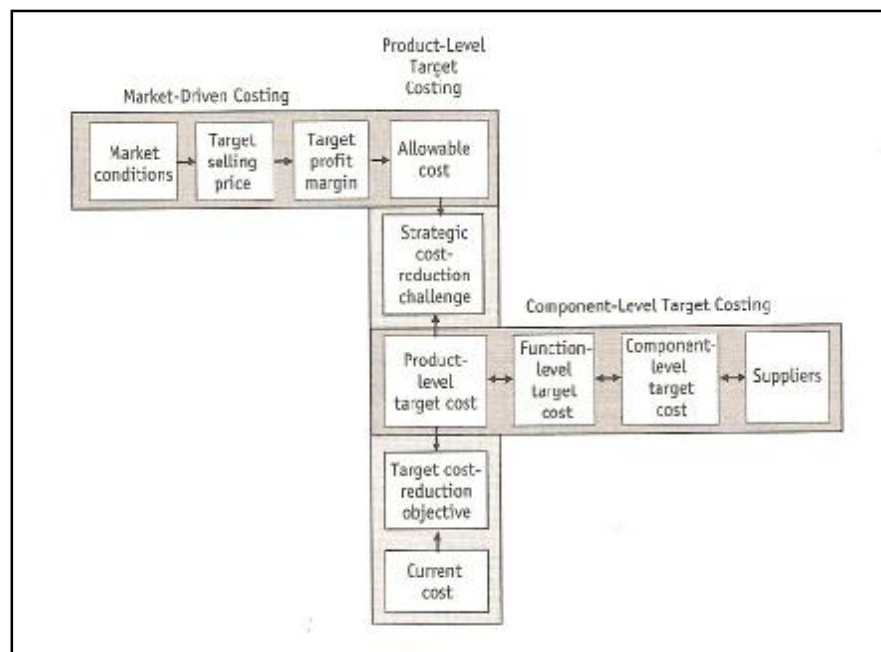 Product-Level
Target
Costing
Market-Driven Costing
Market
conditions
Target
selling
price
Target
profit
margin
Allowable
cost
Strategic
cost-
reduction
challenge
Component-Level Target Costing
Product-
level
target cost
Function-
level
target
cost
Component-
level
target
cost
Suppliers
Target cost-
reduction
objective
Current
cost